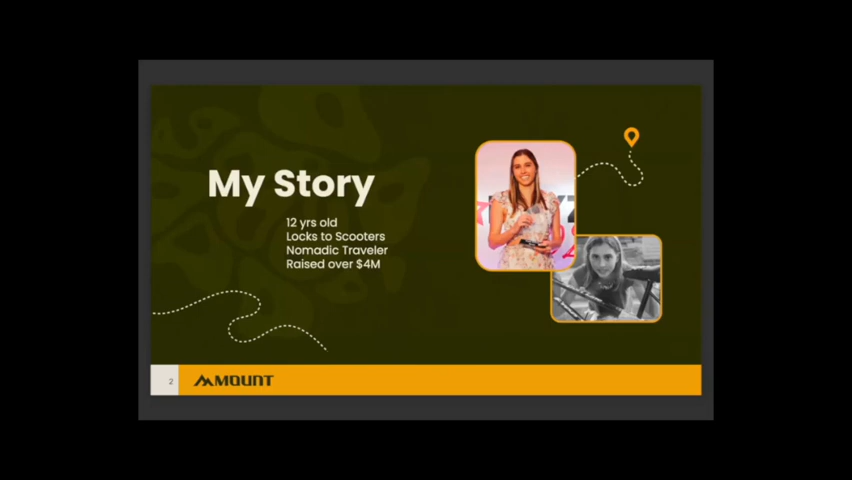 My Story
12 yrs old
Locks to Scooters
Nomadic Traveler
Raised over $4M
2
MOUNT